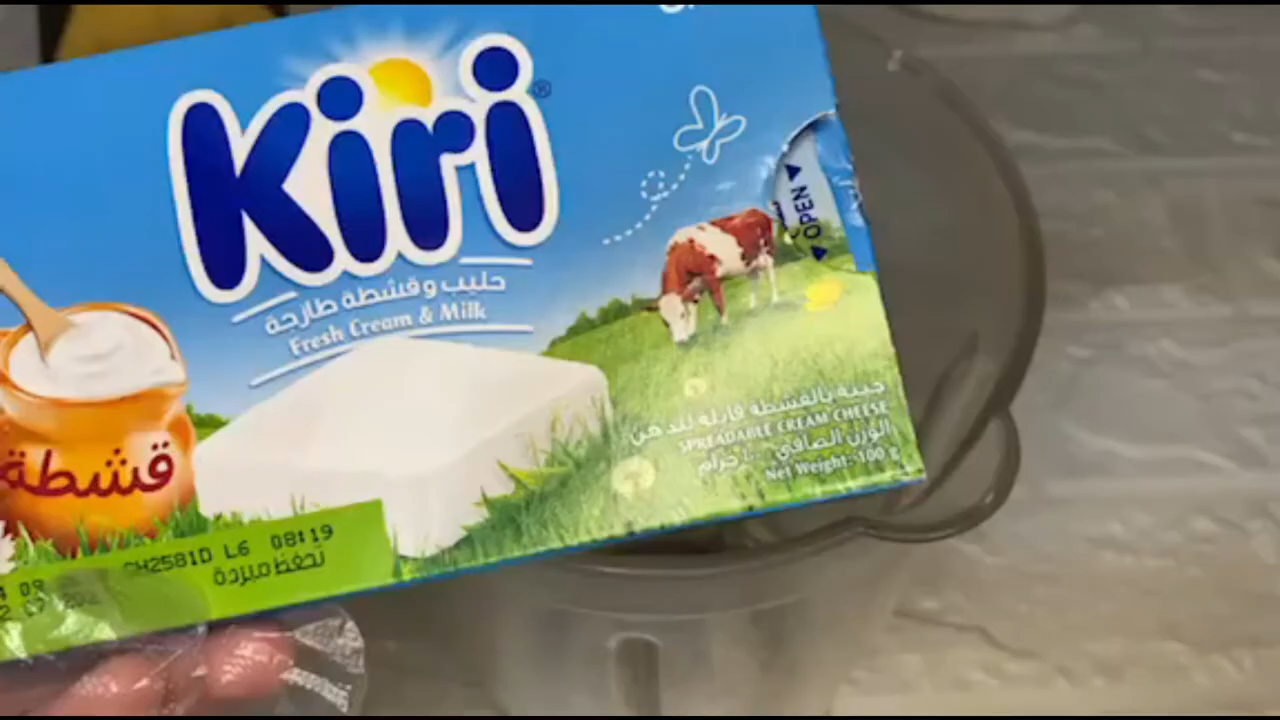 Kiri®
حليب وقشطة طازجة
Fresh Cream & Milk
OPEN
قشطة
جبنة بالقشطة قابلة للدهن
SPREADABLE CREAM CHEESE
الوزن الصافي ١٠٠ جرام
Net Weight: 100 g
CH2581D L6 08:19
تحفظ مبردة